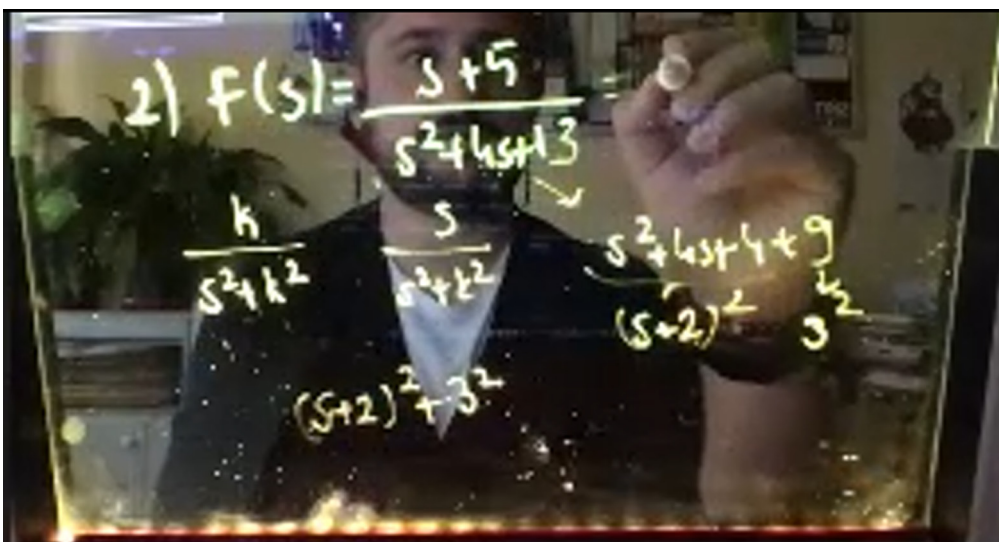 2) F(s) = s+5 / s²+4s+13 =
k / s²+k²   s / s²+k²   s²+4s+4+9
(s+2)²   3²
(s+2)²+3²